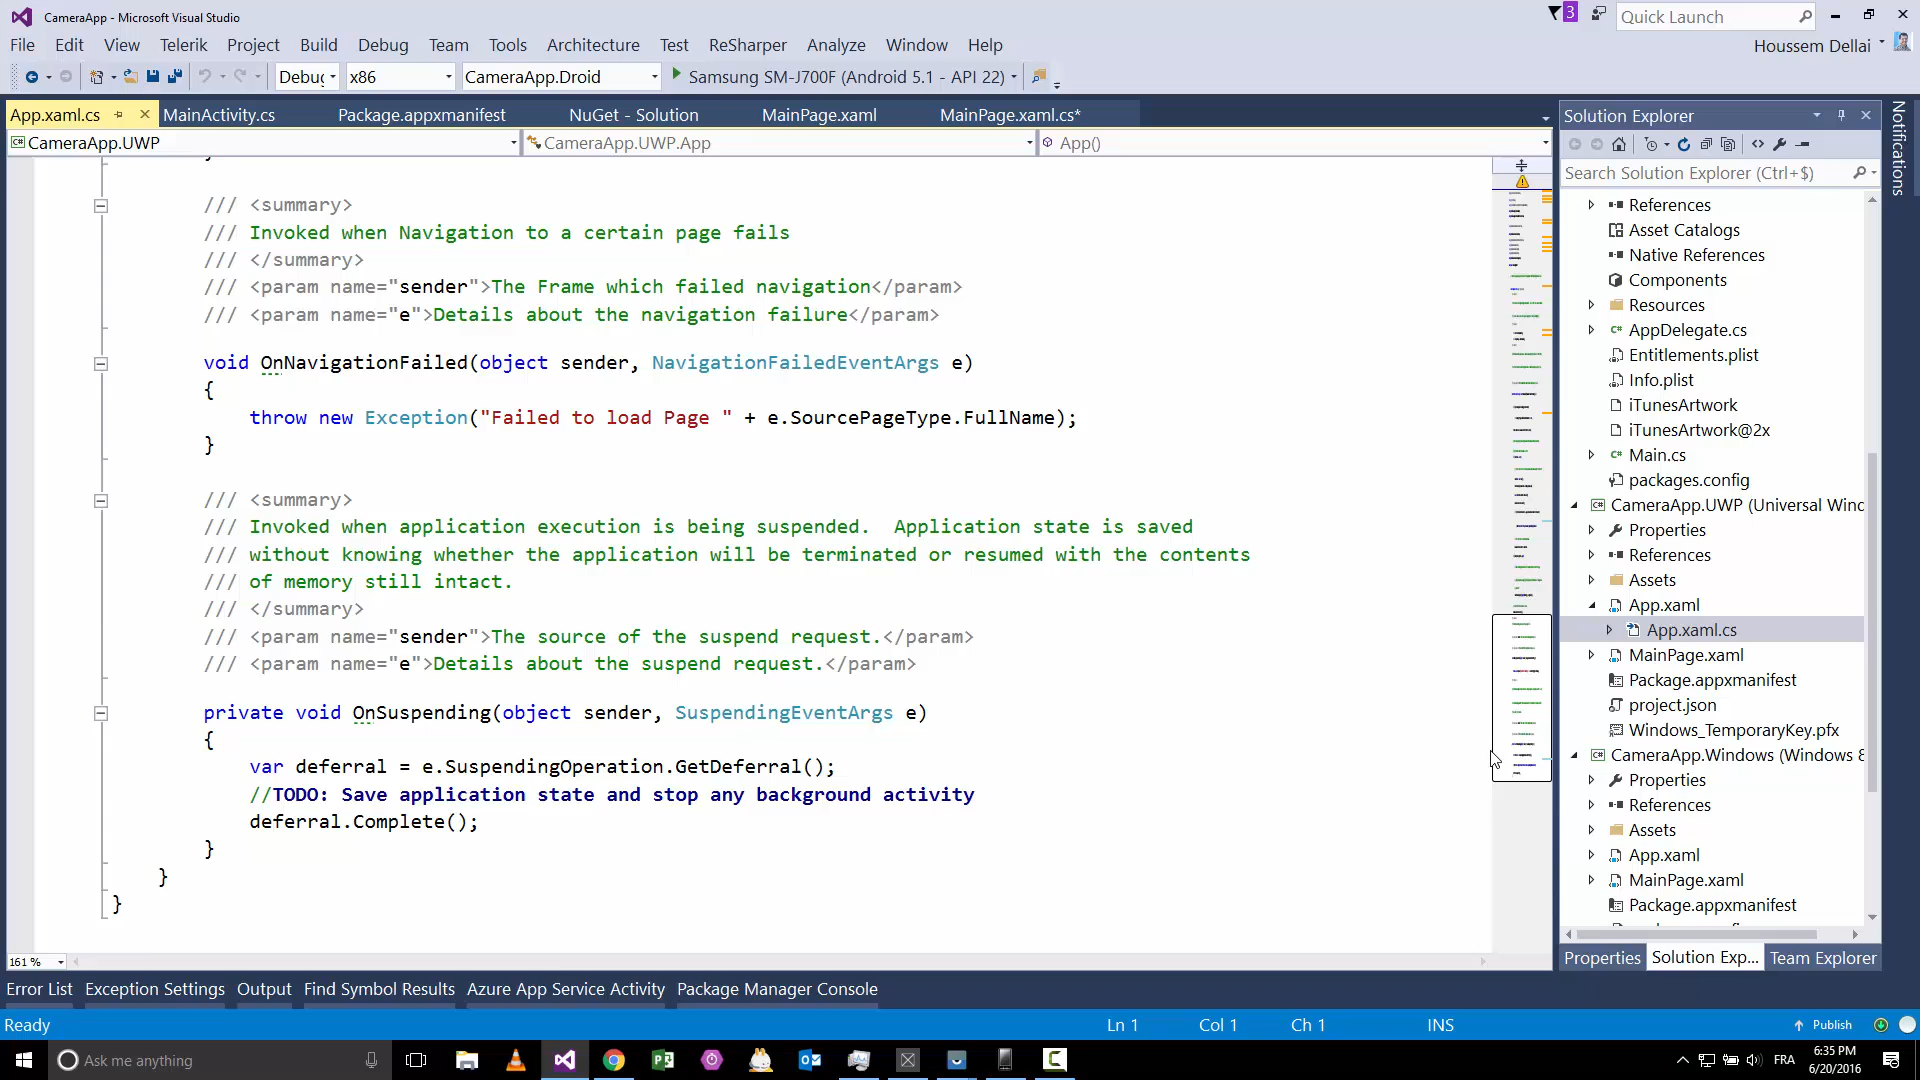 CameraApp - Microsoft Visual Studio
3
Quick Launch
File Edit View Telerik Project Build Debug Team Tools Architecture Test ReSharper Analyze Window Help
Houssem Dellai
Debug x86 CameraApp.Droid Samsung SM-J700F (Android 5.1 - API 22)
App.xaml.cs MainActivity.cs Package.appxmanifest NuGet - Solution MainPage.xaml MainPage.xaml.cs*
CameraApp.UWP CameraApp.UWP.App App()
/// <summary>
/// Invoked when Navigation to a certain page fails
/// </summary>
/// <param name="sender">The Frame which failed navigation</param>
/// <param name="e">Details about the navigation failure</param>
void OnNavigationFailed(object sender, NavigationFailedEventArgs e)
{
throw new Exception("Failed to load Page " + e.SourcePageType.FullName);
}
/// <summary>
/// Invoked when application execution is being suspended.  Application state is saved
/// without knowing whether the application will be terminated or resumed with the contents
/// of memory still intact.
/// </summary>
/// <param name="sender">The source of the suspend request.</param>
/// <param name="e">Details about the suspend request.</param>
private void OnSuspending(object sender, SuspendingEventArgs e)
{
var deferral = e.SuspendingOperation.GetDeferral();
//TODO: Save application state and stop any background activity
deferral.Complete();
}
}
}
161 %
Solution Explorer
Search Solution Explorer (Ctrl+$)
References
Asset Catalogs
Native References
Components
Resources
AppDelegate.cs
Entitlements.plist
Info.plist
iTunesArtwork
iTunesArtwork@2x
Main.cs
packages.config
CameraApp.UWP (Universal Winc
Properties
References
Assets
App.xaml
App.xaml.cs
MainPage.xaml
Package.appxmanifest
project.json
Windows_TemporaryKey.pfx
CameraApp.Windows (Windows 8
Properties
References
Assets
App.xaml
MainPage.xaml
Package.appxmanifest
Properties Solution Exp... Team Explorer
Notifications
Error List Exception Settings Output Find Symbol Results Azure App Service Activity Package Manager Console
Ready Ln 1 Col 1 Ch 1 INS Publish
Ask me anything
FRA
6:35 PM
6/20/2016